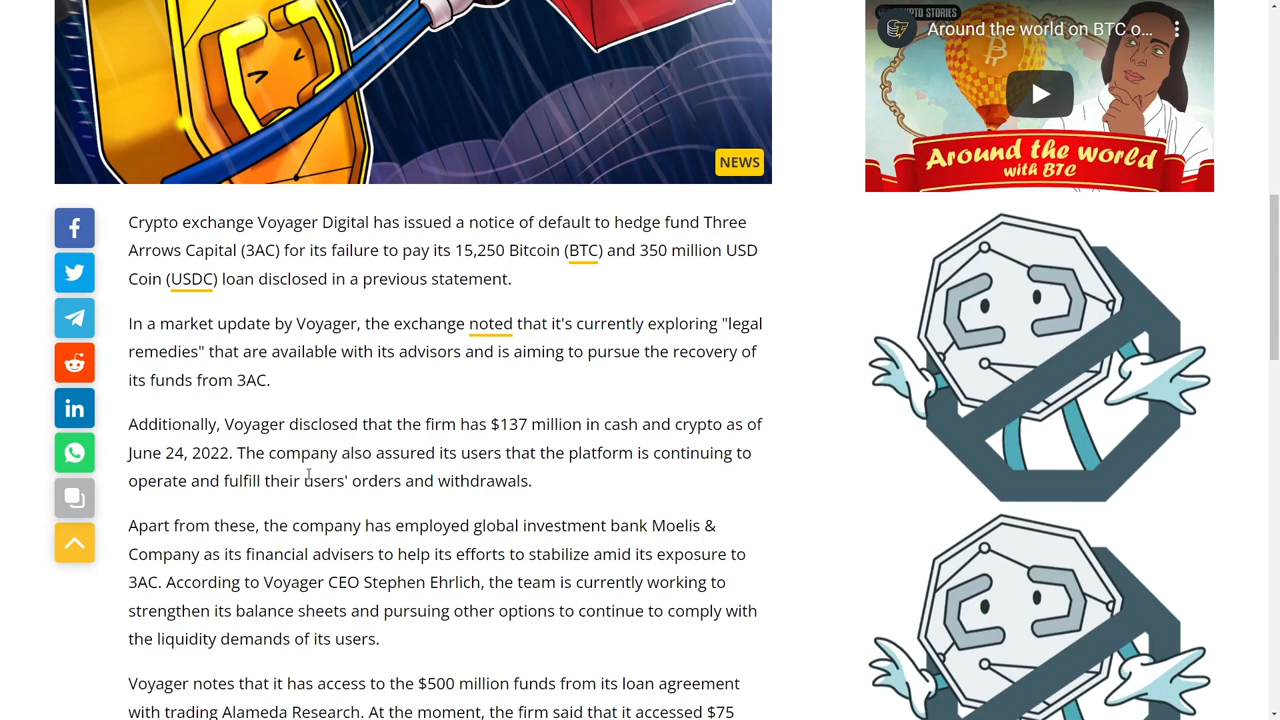 NEWS
Crypto exchange Voyager Digital has issued a notice of default to hedge fund Three
Arrows Capital (3AC) for its failure to pay its 15,250 Bitcoin (BTC) and 350 million USD
Coin (USDC) loan disclosed in a previous statement.
In a market update by Voyager, the exchange noted that it's currently exploring "legal
remedies" that are available with its advisors and is aiming to pursue the recovery of
its funds from 3AC.
Additionally, Voyager disclosed that the firm has $137 million in cash and crypto as of
June 24, 2022. The company also assured its users that the platform is continuing to
operate and fulfill their users' orders and withdrawals.
Apart from these, the company has employed global investment bank Moelis &
Company as its financial advisers to help its efforts to stabilize amid its exposure to
3AC. According to Voyager CEO Stephen Ehrlich, the team is currently working to
strengthen its balance sheets and pursuing other options to continue to comply with
the liquidity demands of its users.
Voyager notes that it has access to the $500 million funds from its loan agreement
with trading Alameda Research. At the moment, the firm said that it accessed $75
CRYPTO STORIES
Around the world on BTC o...
Around the world
with BTC